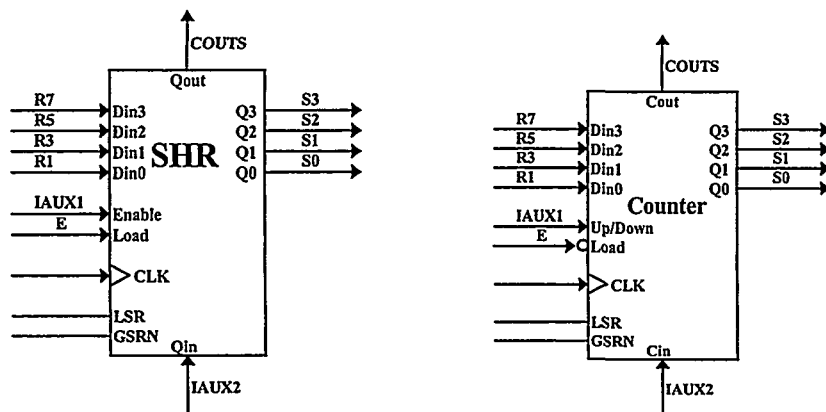 COUTS
Qout
R7 Din3 Q3 S3
R5 Din2 Q2 S2
R3 Din1 SHR Q1 S1
R1 Din0 Q0 S0
IAUX1 Enable
E Load
CLK
LSR
GSRN
Qin
IAUX2
COUTS
Cout
R7 Din3 Q3 S3
R5 Din2 Q2 S2
R3 Din1 Q1 S1
R1 Din0 Q0 S0
Counter
IAUX1 Up/Down
E Load
CLK
LSR
GSRN
Cin
IAUX2